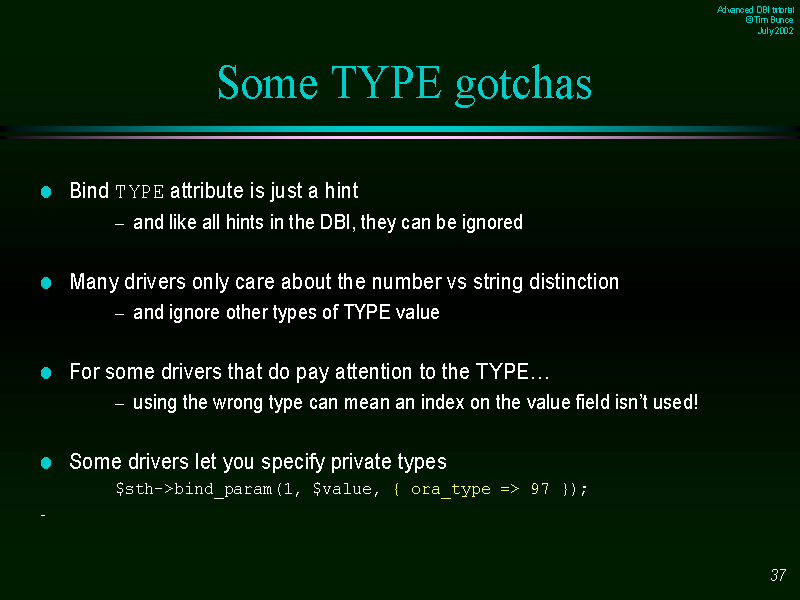 Advanced DBI tutorial
©Tim Bunce
July 2002
Some TYPE gotchas
● Bind TYPE attribute is just a hint
– and like all hints in the DBI, they can be ignored
● Many drivers only care about the number vs string distinction
– and ignore other types of TYPE value
● For some drivers that do pay attention to the TYPE…
– using the wrong type can mean an index on the value field isn’t used!
● Some drivers let you specify private types
$sth->bind_param(1, $value, { ora_type => 97 });
-
37